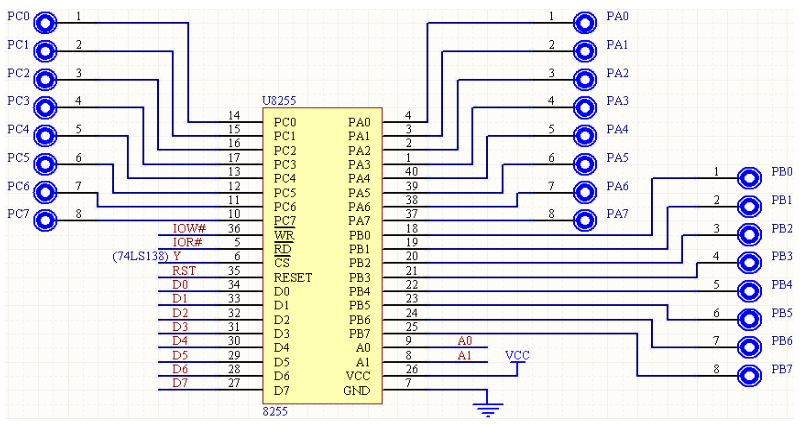 PC0 1 1 PA0
PC1 2 2 PA1
PC2 3 3 PA2
PC3 4 4 PA3
PC4 5 5 PA4
PC5 6 6 PA5
PC6 7 7 PA6
PC7 8 8 PA7
1 PB0
2 PB1
3 PB2
4 PB3
5 PB4
6 PB5
7 PB6
8 PB7
U8255
14 PC0 PA0 4
15 PC1 PA1 3
16 PC2 PA2 2
17 PC3 PA3 1
13 PC4 PA4 40
12 PC5 PA5 39
11 PC6 PA6 38
10 PC7 PA7 37
IOW# 36 WR PB0 18
IOR# 5 RD PB1 19
(74LS138) Y 6 CS PB2 20
RST 35 RESET PB3 21
D0 34 D0 PB4 22
D1 33 D1 PB5 23
D2 32 D2 PB6 24
D3 31 D3 PB7 25
D4 30 D4 A0 9 A0
D5 29 D5 A1 8 A1
D6 28 D6 VCC 26 VCC
D7 27 D7 GND 7
8255